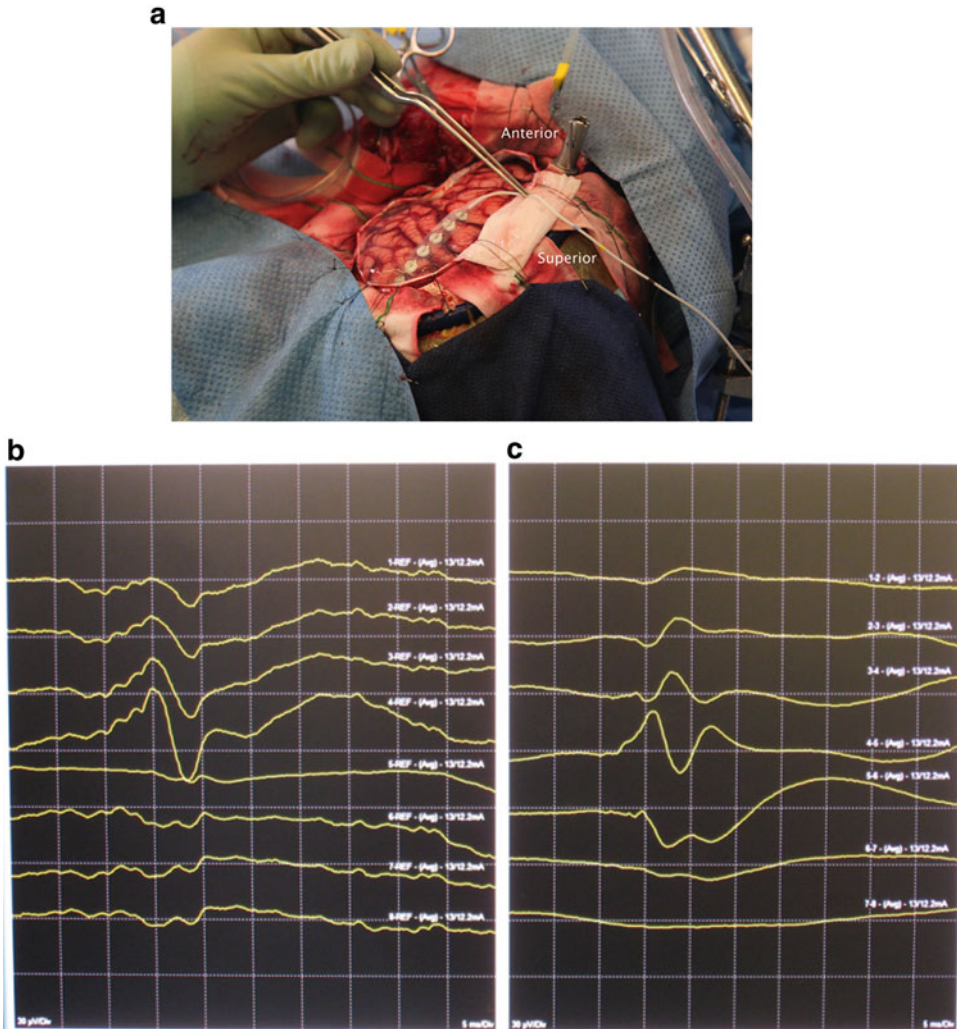 a
Anterior
Superior
b
1-REF - (Avg) - 13/12.2mA
2-REF - (Avg) - 13/12.2mA
3-REF - (Avg) - 13/12.2mA
4-REF - (Avg) - 13/12.2mA
5-REF - (Avg) - 13/12.2mA
6-REF - (Avg) - 13/12.2mA
7-REF - (Avg) - 13/12.2mA
8-REF - (Avg) - 13/12.2mA
30 µV/Div
5 ms/Div
c
1-2 - (Avg) - 13/12.2mA
2-3 - (Avg) - 13/12.2mA
3-4 - (Avg) - 13/12.2mA
4-5 - (Avg) - 13/12.2mA
5-6 - (Avg) - 13/12.2mA
6-7 - (Avg) - 13/12.2mA
7-8 - (Avg) - 13/12.2mA
30 µV/Div
5 ms/Div